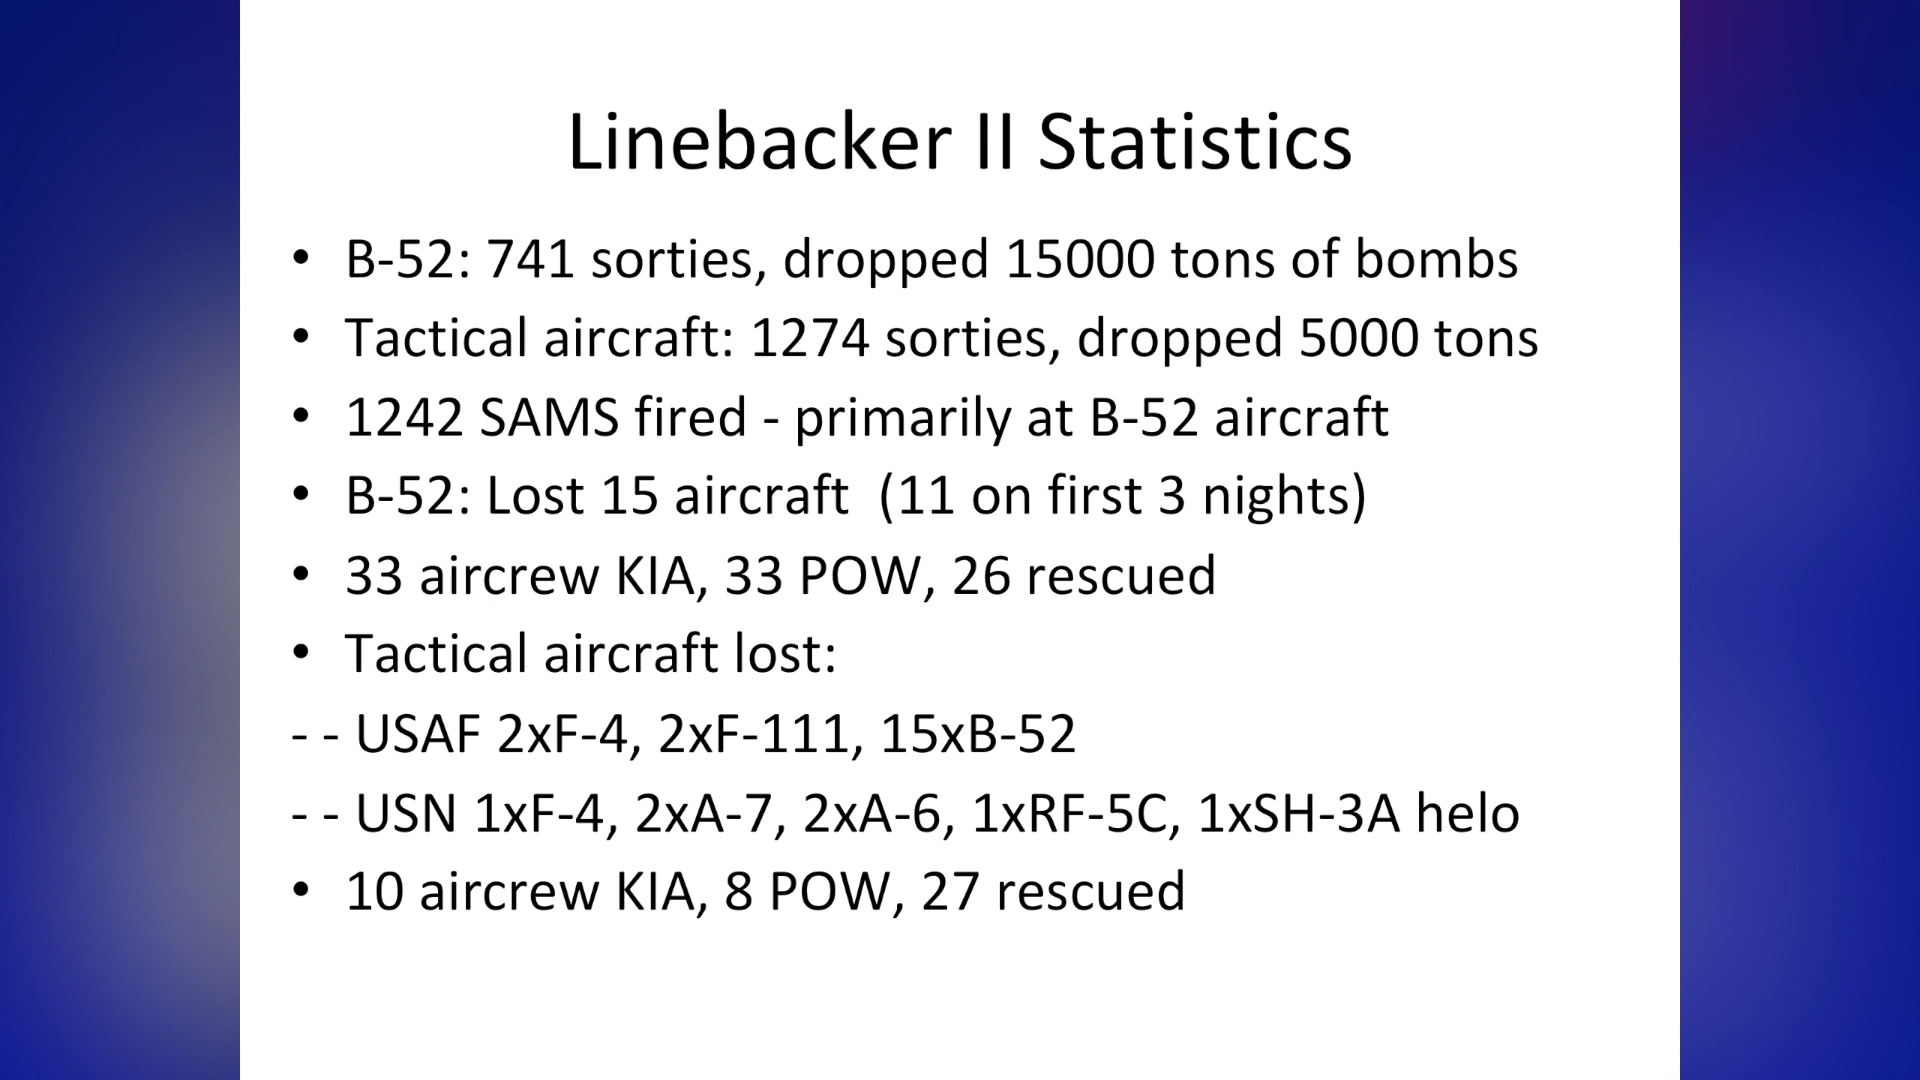 Linebacker II Statistics
• B-52: 741 sorties, dropped 15000 tons of bombs
• Tactical aircraft: 1274 sorties, dropped 5000 tons
• 1242 SAMS fired - primarily at B-52 aircraft
• B-52: Lost 15 aircraft  (11 on first 3 nights)
• 33 aircrew KIA, 33 POW, 26 rescued
• Tactical aircraft lost:
- - USAF 2xF-4, 2xF-111, 15xB-52
- - USN 1xF-4, 2xA-7, 2xA-6, 1xRF-5C, 1xSH-3A helo
• 10 aircrew KIA, 8 POW, 27 rescued